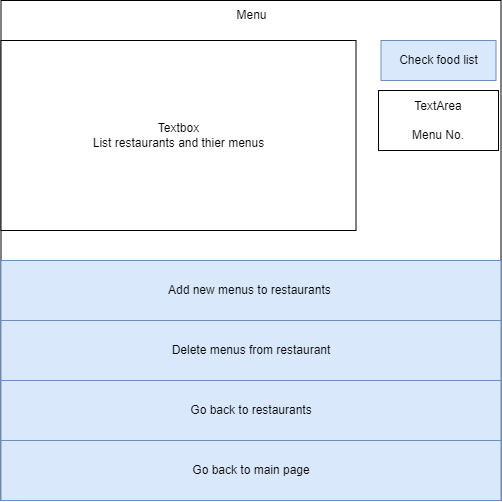 Menu
Check food list
Textbox
List restaurants and thier menus
TextArea
Menu No.
Add new menus to restaurants
Delete menus from restaurant
Go back to restaurants
Go back to main page